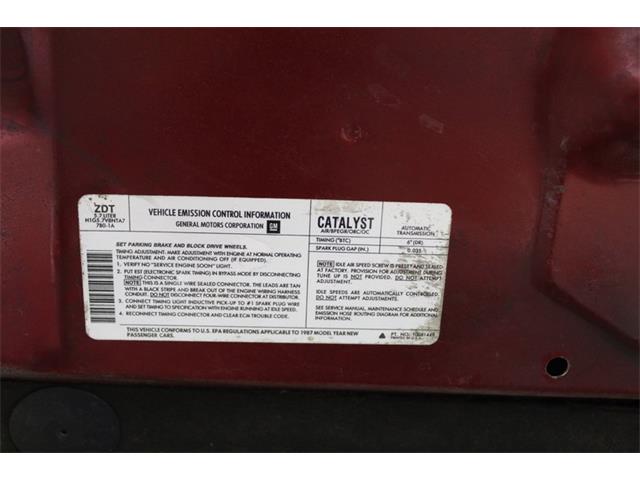 ZDT
5.7 LITER
H1G5.7V8NTA7
7B0-1A
VEHICLE EMISSION CONTROL INFORMATION
GENERAL MOTORS CORPORATION GM
CATALYST
AIR/BPEGR/ORC/OC
AUTOMATIC
TRANSMISSION
TIMING (°BTC) 6° (DR)
SPARK PLUG GAP (IN.) 0.035
SET PARKING BRAKE AND BLOCK DRIVE WHEELS.
TIMING ADJUSTMENT. MAKE ADJUSTMENT WITH ENGINE AT NORMAL OPERATING
TEMPERATURE AND AIR CONDITIONING OFF (IF EQUIPPED).
1. VERIFY NO "SERVICE ENGINE SOON" LIGHT.
2. PUT EST (ELECTRONIC SPARK TIMING) IN BYPASS MODE BY DISCONNECTING
TIMING CONNECTOR.
NOTE THIS IS A SINGLE WIRE SEALED CONNECTOR. THE LEADS ARE TAN
WITH A BLACK STRIPE AND BREAK OUT OF THE ENGINE WIRING HARNESS
CONDUIT. DO NOT DISCONNECT FOUR-WIRE CONNECTOR AT DISTRIBUTOR.
3. CONNECT TIMING LIGHT INDUCTIVE PICK-UP TO #1 SPARK PLUG WIRE
AND SET TIMING TO SPECIFICATION WITH ENGINE RUNNING AT IDLE.
4. RECONNECT TIMING CONNECTOR AND CLEAR ECM TROUBLE CODE.
NOTE IDLE AIR SPEED SCREW IS PRESET AND SEALED
AT FACTORY. PROVISION FOR ADJUSTMENT DURING
TUNE UP IS NOT PROVIDED. DO NOT ATTEMPT
ADJUSTMENT.
IDLE SPEEDS ARE AUTOMATICALLY CONTROLLED.
DO NOT ATTEMPT ADJUSTMENTS.
SEE SERVICE MANUAL, MAINTENANCE SCHEDULE AND
EMISSION HOSE ROUTING DIAGRAM FOR ADDITIONAL
INFORMATION.
THIS VEHICLE CONFORMS TO U.S. EPA REGULATIONS APPLICABLE TO 1987 MODEL YEAR NEW
PASSENGER CARS.
PT. NO.
PRINTED IN U.S.A.